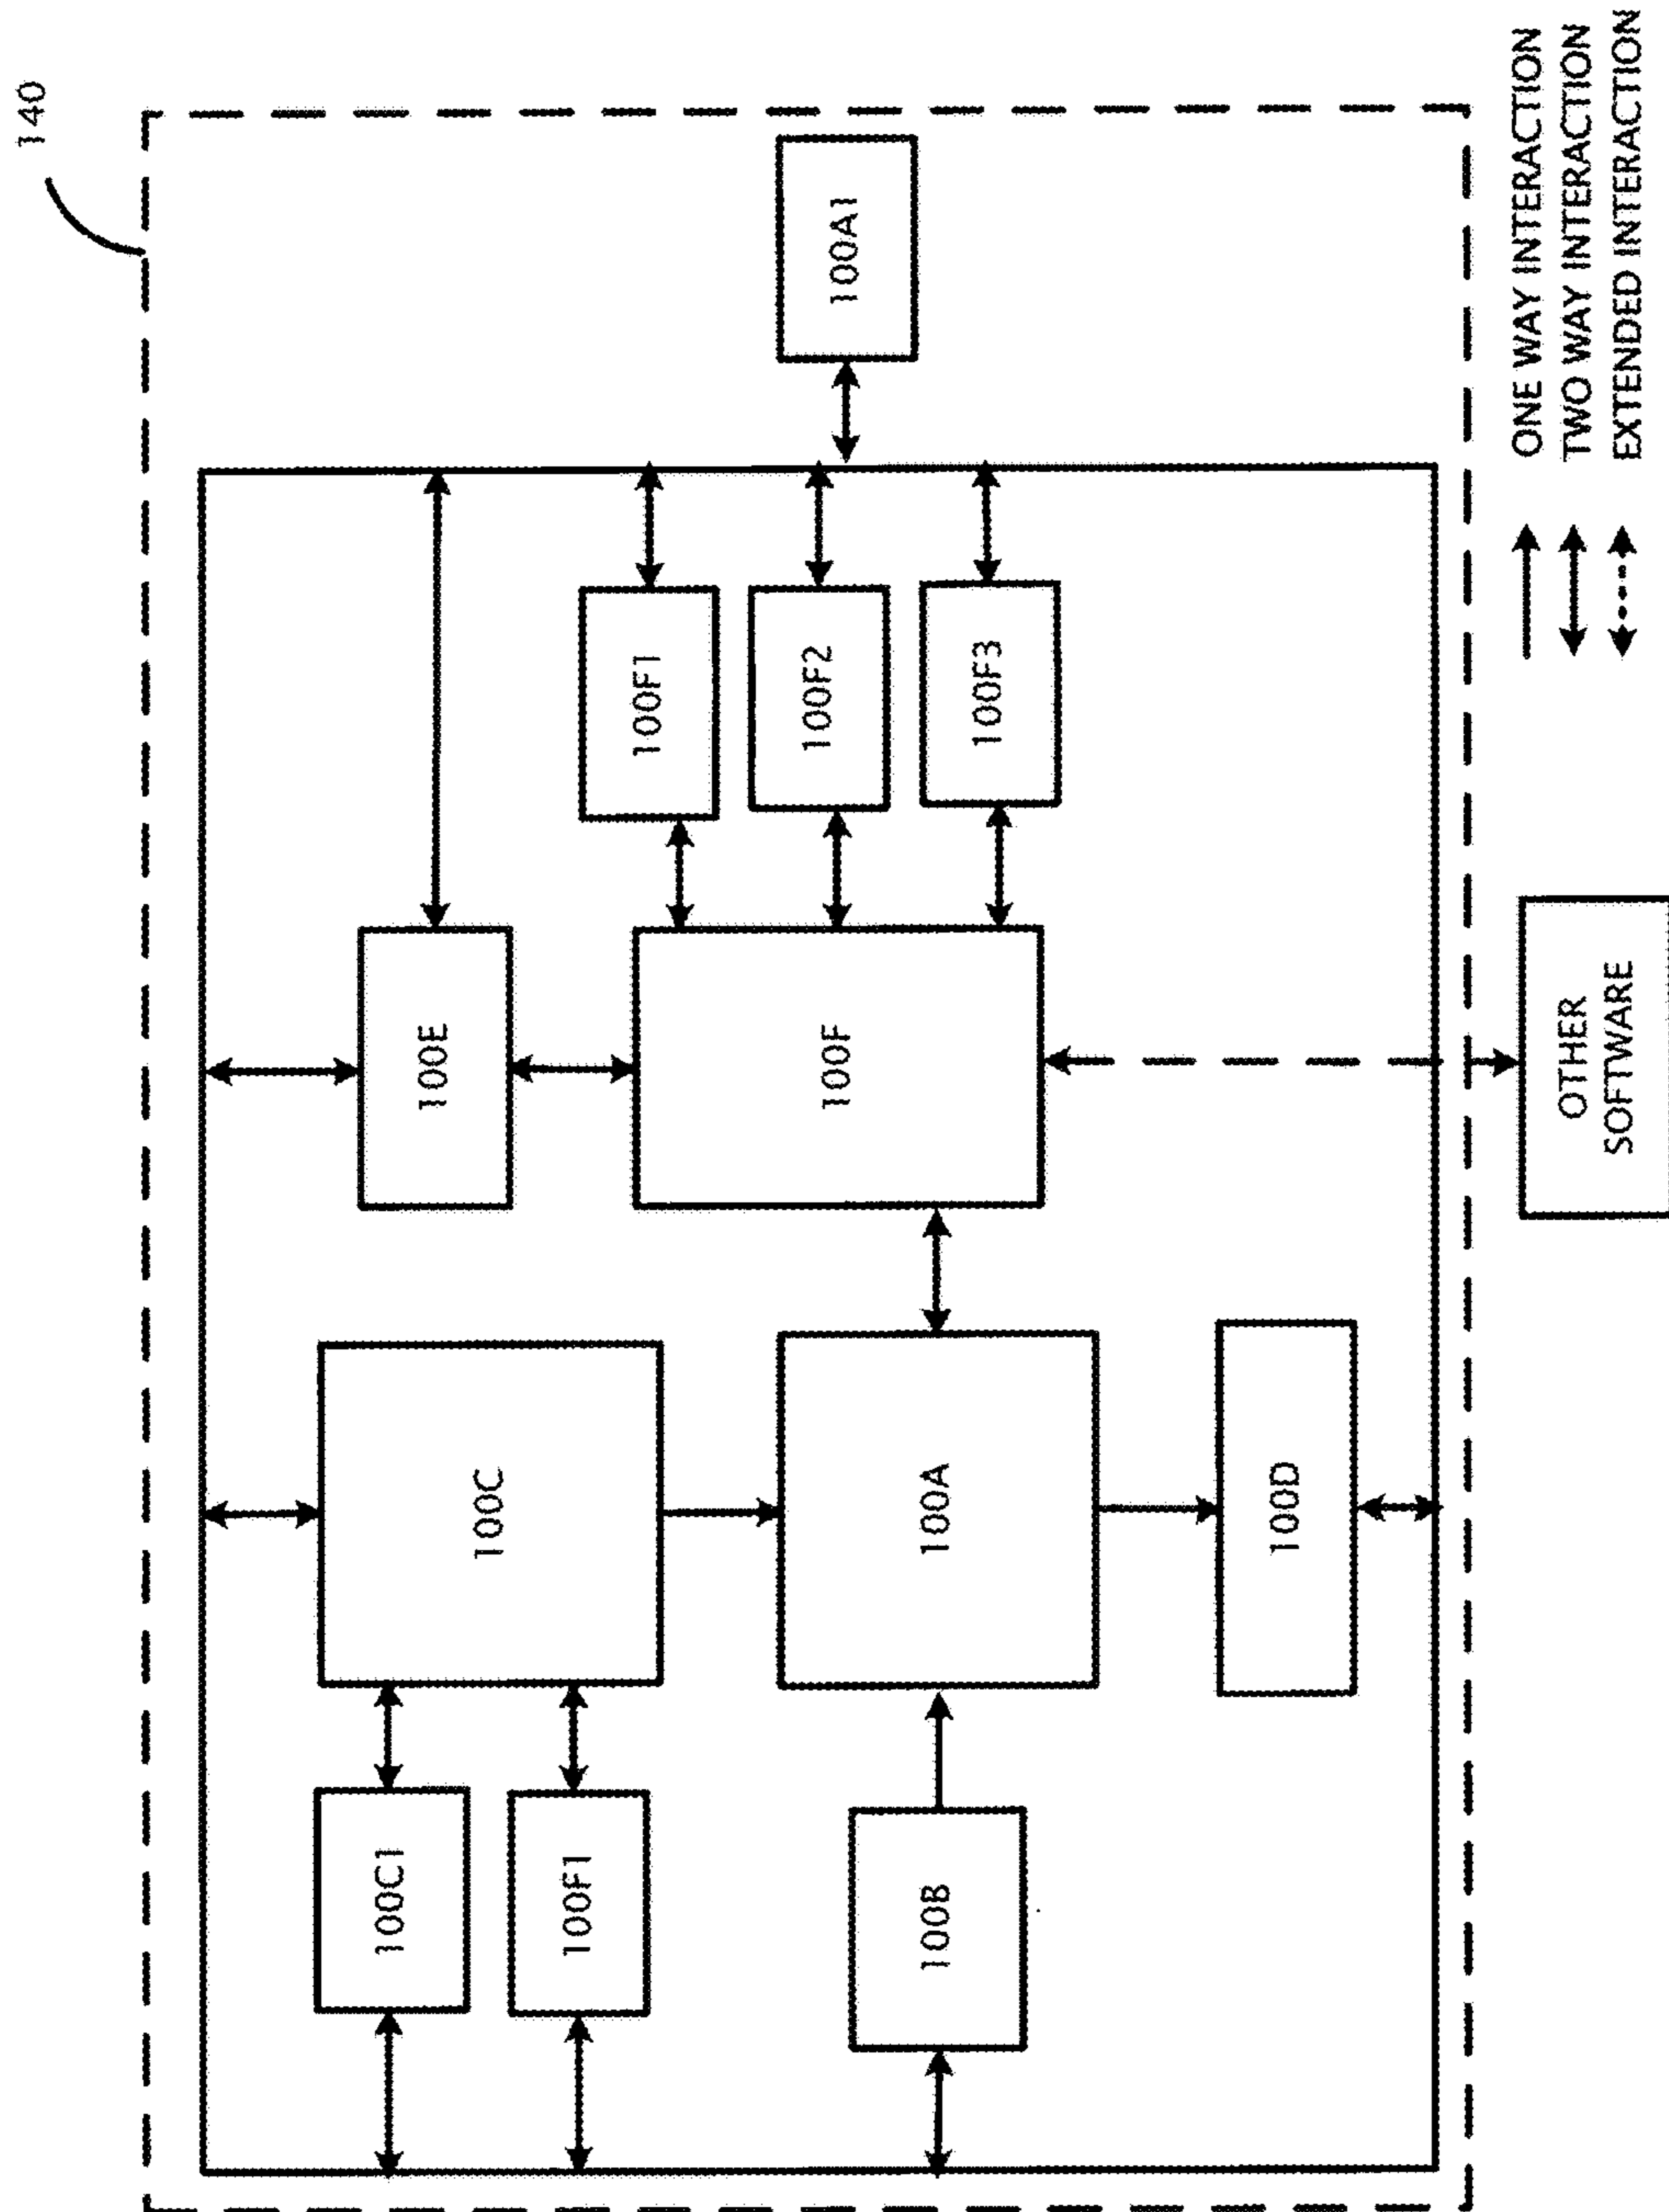 140
100C1
100C
100E
100F1
100F1
100F2
100F
100A1
100B
100A
100F3
100D
ONE WAY INTERACTION
TWO WAY INTERACTION
EXTENDED INTERACTION
OTHER
SOFTWARE